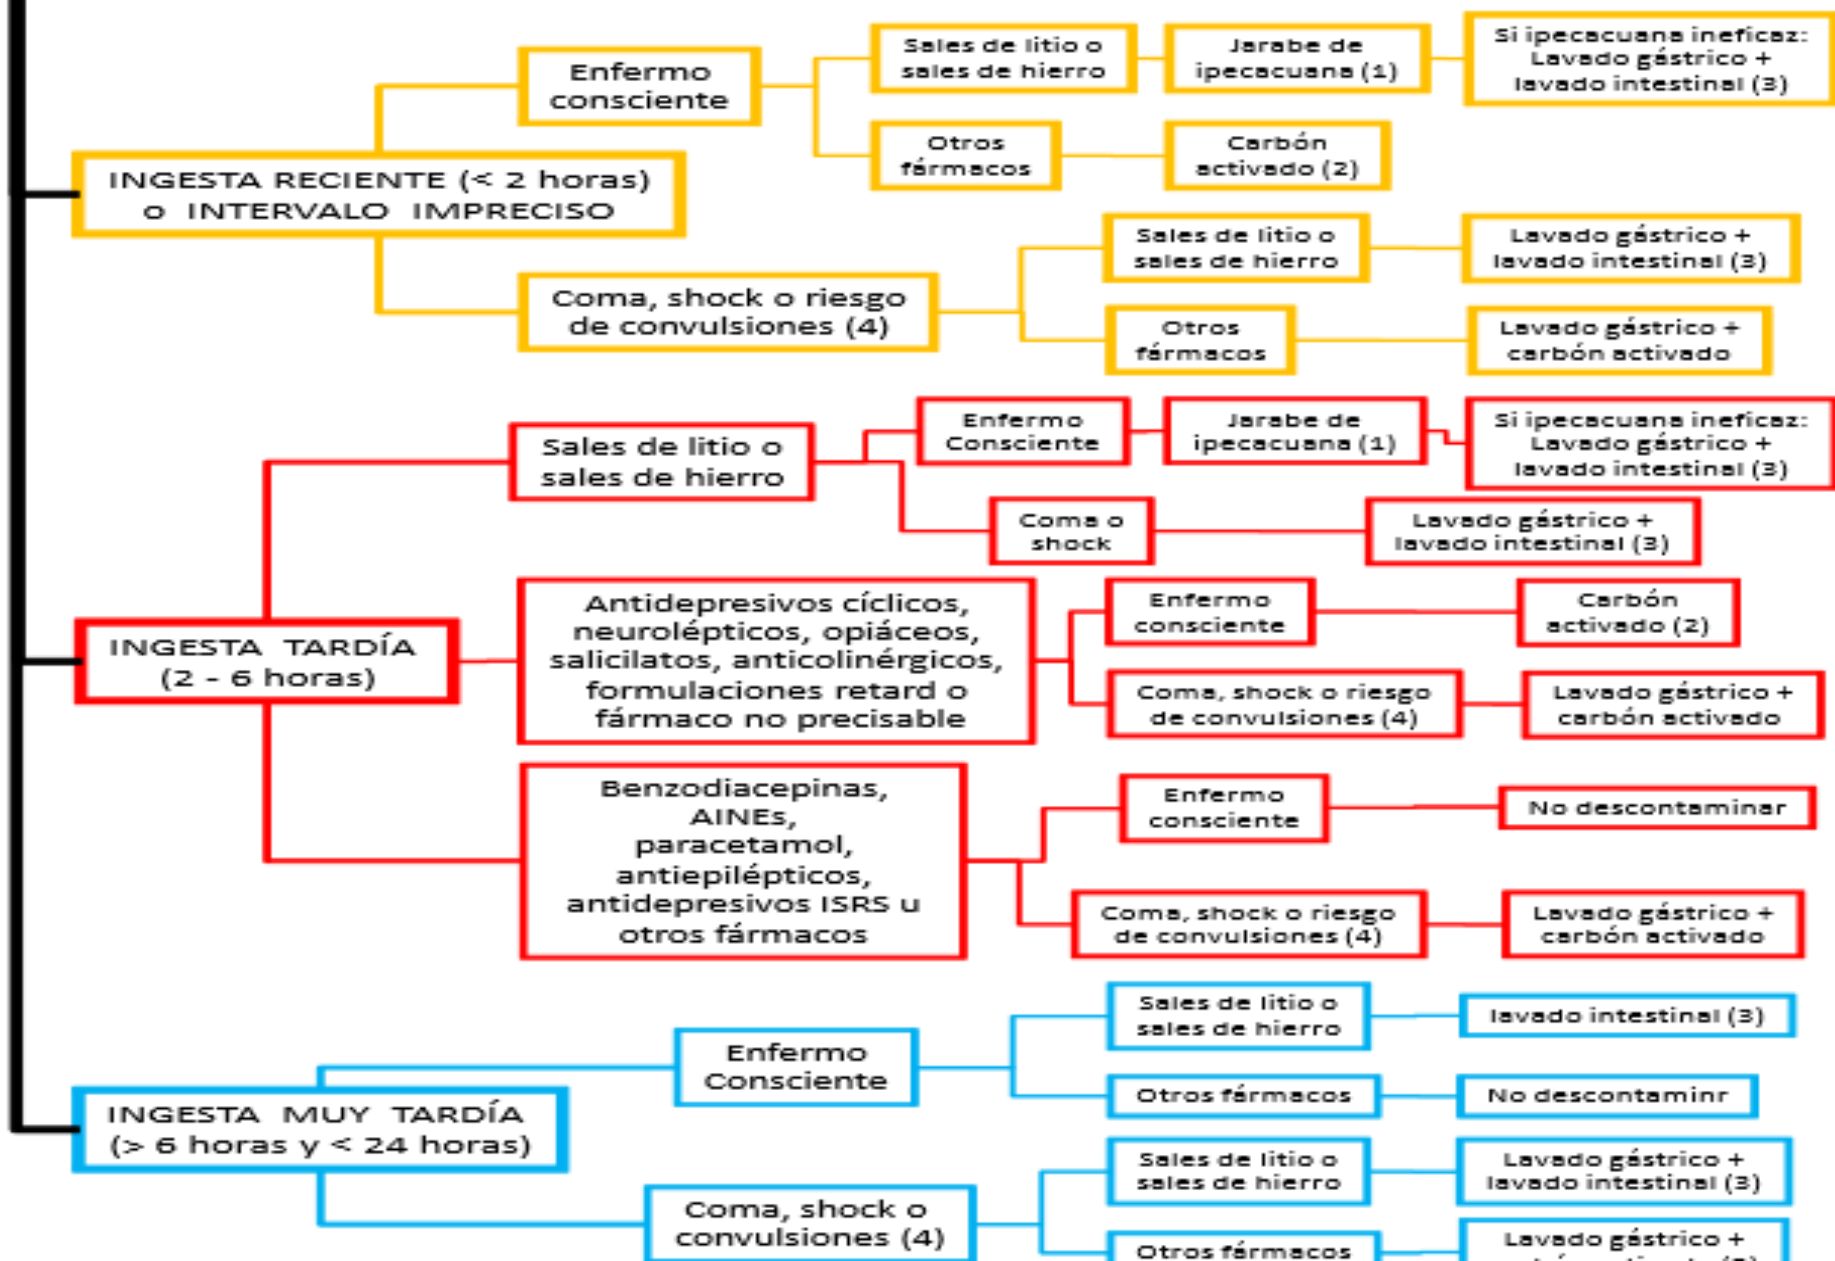 Enfermo
consciente
Sales de litio o
sales de hierro
Jarabe de
ipecacuana (1)
Si ipecacuana ineficaz:
Lavado gástrico +
lavado intestinal (3)
Otros
fármacos
Carbón
activado (2)
INGESTA RECIENTE (< 2 horas)
o INTERVALO IMPRECISO
Coma, shock o riesgo
de convulsiones (4)
Sales de litio o
sales de hierro
Lavado gástrico +
lavado intestinal (3)
Otros
fármacos
Lavado gástrico +
carbón activado
Sales de litio o
sales de hierro
Enfermo
Consciente
Jarabe de
ipecacuana (1)
Si ipecacuana ineficaz:
Lavado gástrico +
lavado intestinal (3)
Coma o
shock
Lavado gástrico +
lavado intestinal (3)
INGESTA TARDÍA
(2 - 6 horas)
Antidepresivos cíclicos,
neurolépticos, opiáceos,
salicilatos, anticolinérgicos,
formulaciones retard o
fármaco no precisable
Enfermo
consciente
Carbón
activado (2)
Coma, shock o riesgo
de convulsiones (4)
Lavado gástrico +
carbón activado
Benzodiacepinas,
AINEs,
paracetamol,
antiepilépticos,
antidepresivos ISRS u
otros fármacos
Enfermo
consciente
No descontaminar
Coma, shock o riesgo
de convulsiones (4)
Lavado gástrico +
carbón activado
INGESTA MUY TARDÍA
(> 6 horas y < 24 horas)
Enfermo
Consciente
Sales de litio o
sales de hierro
lavado intestinal (3)
Otros fármacos
No descontaminr
Coma, shock o
convulsiones (4)
Sales de litio o
sales de hierro
Lavado gástrico +
lavado intestinal (3)
Otros fármacos
Lavado gástrico +